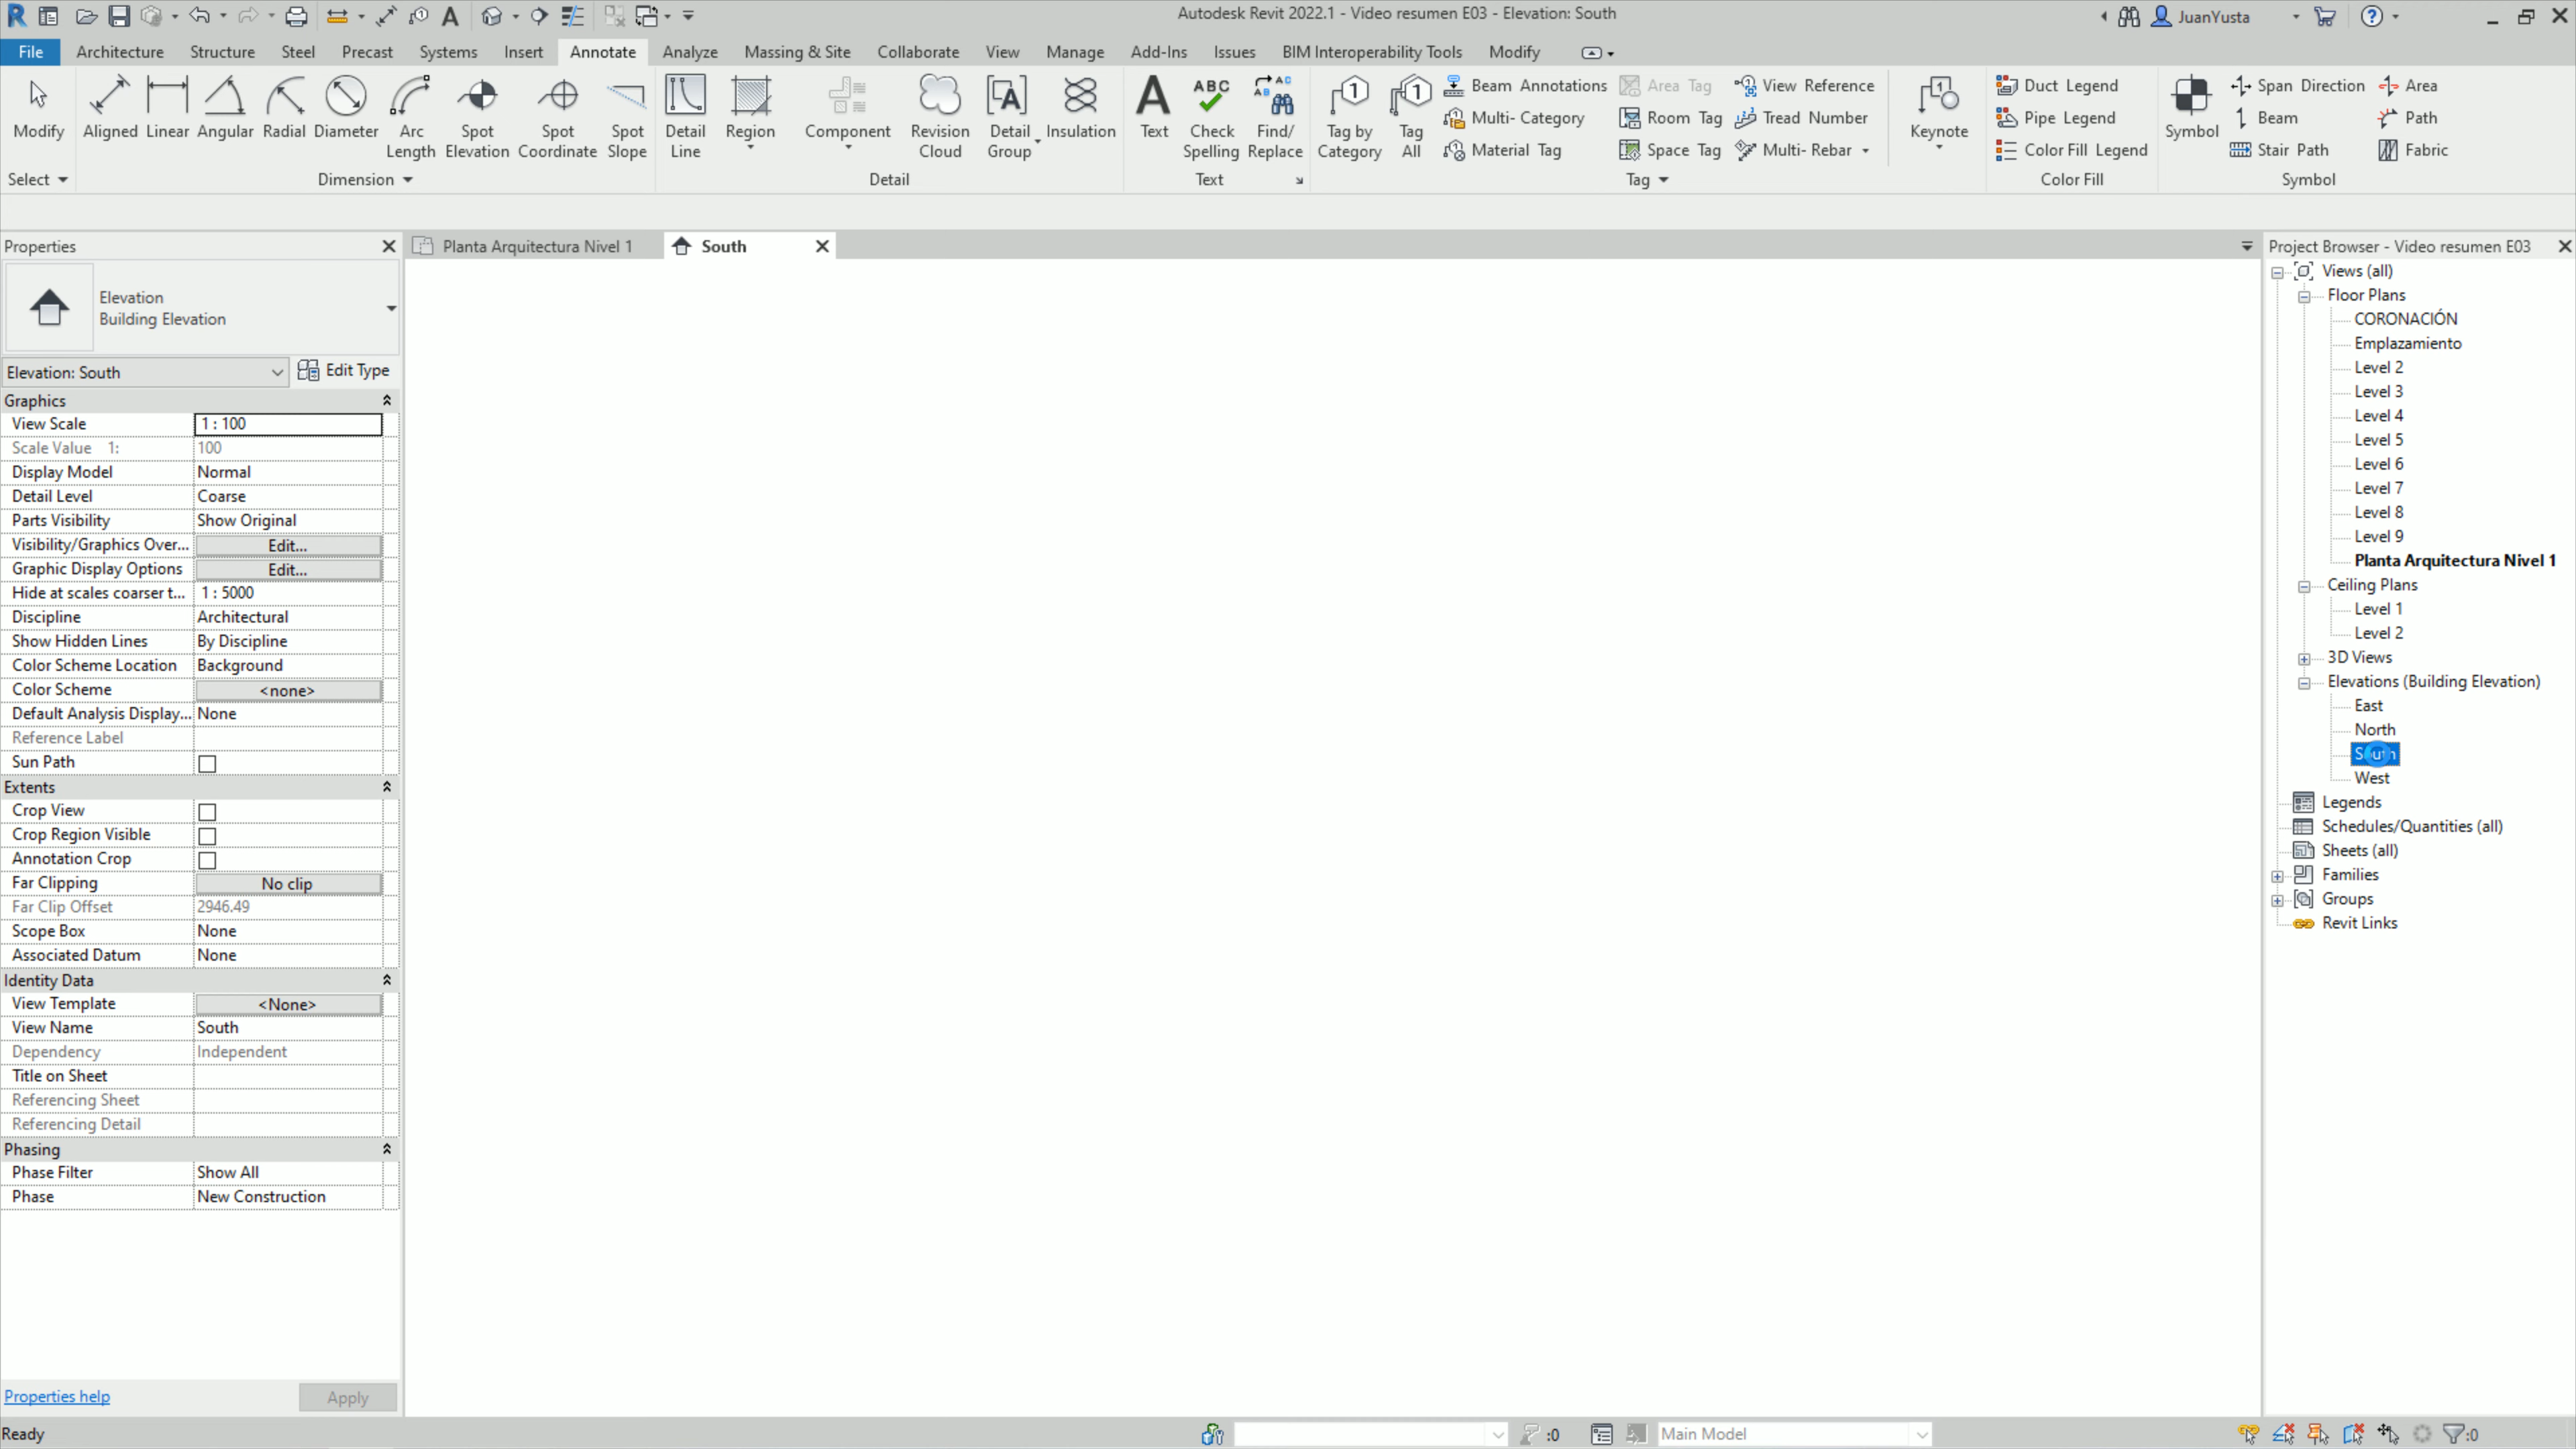 Autodesk Revit 2022.1 - Video resumen E03 - Elevation: South
JuanYusta
File Architecture Structure Steel Precast Systems Insert Annotate Analyze Massing & Site Collaborate View Manage Add-Ins Issues BIM Interoperability Tools Modify
Modify Aligned Linear Angular Radial Diameter Arc Length Spot Elevation Spot Coordinate Spot Slope
Detail Line Region Component Revision Cloud Detail Group Insulation
Text ABC Check Spelling Find/ Replace
Tag by Category Tag All
Beam Annotations Area Tag View Reference
Multi- Category Room Tag Tread Number
Material Tag Space Tag Multi- Rebar
Keynote
Duct Legend
Pipe Legend
Color Fill Legend
Symbol
Span Direction Area
Beam Path
Stair Path Fabric
Select Dimension Detail Text Tag Color Fill Symbol
Properties
Planta Arquitectura Nivel 1 South
Elevation
Building Elevation
Elevation: South Edit Type
Graphics
View Scale 1 : 100
Scale Value 1: 100
Display Model Normal
Detail Level Coarse
Parts Visibility Show Original
Visibility/Graphics Over... Edit...
Graphic Display Options Edit...
Hide at scales coarser t... 1 : 5000
Discipline Architectural
Show Hidden Lines By Discipline
Color Scheme Location Background
Color Scheme <none>
Default Analysis Display... None
Reference Label
Sun Path
Extents
Crop View
Crop Region Visible
Annotation Crop
Far Clipping No clip
Far Clip Offset 2946.49
Scope Box None
Associated Datum None
Identity Data
View Template <None>
View Name South
Dependency Independent
Title on Sheet
Referencing Sheet
Referencing Detail
Phasing
Phase Filter Show All
Phase New Construction
Properties help Apply
Project Browser - Video resumen E03
Views (all)
Floor Plans
CORONACIÓN
Emplazamiento
Level 2
Level 3
Level 4
Level 5
Level 6
Level 7
Level 8
Level 9
Planta Arquitectura Nivel 1
Ceiling Plans
Level 1
Level 2
3D Views
Elevations (Building Elevation)
East
North
South
West
Legends
Schedules/Quantities (all)
Sheets (all)
Families
Groups
Revit Links
Ready :0 Main Model :0